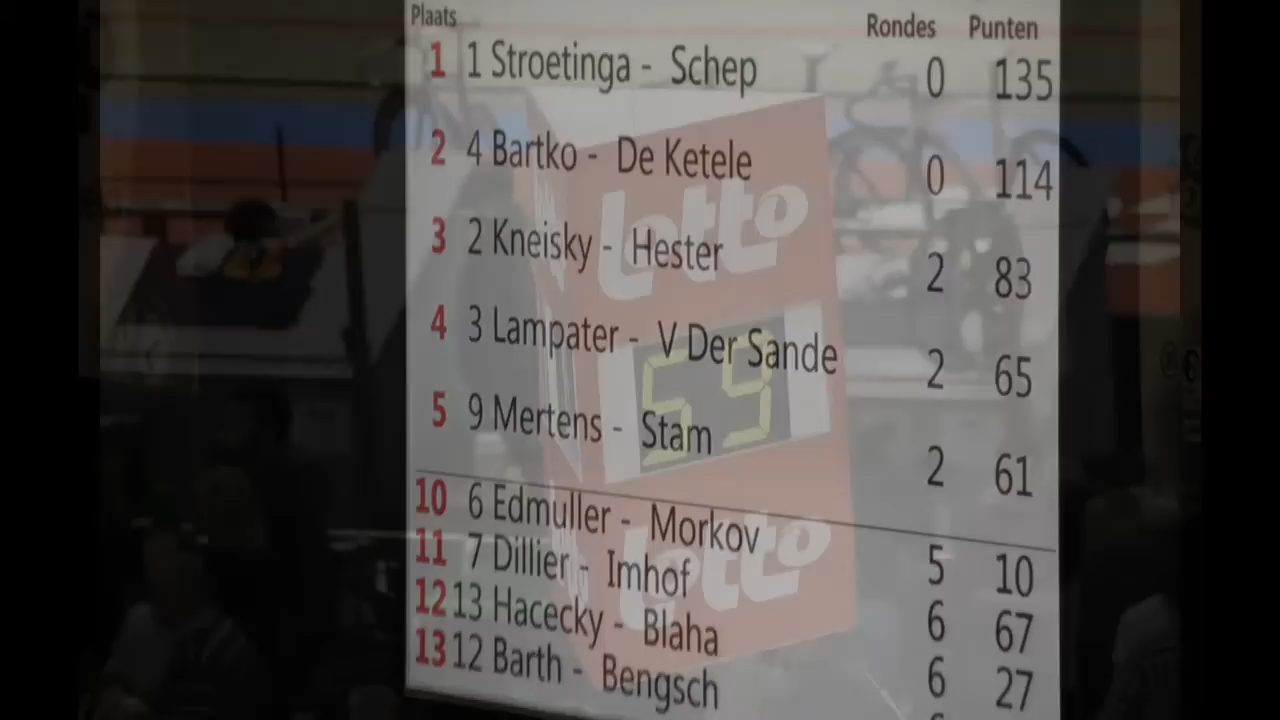 Plaats Rondes Punten
1 1 Stroetinga - Schep 0 135
2 4 Bartko - De Ketele 0 114
3 2 Kneisky - Hester 2 83
4 3 Lampater - V Der Sande 2 65
5 9 Mertens - Stam 2 61
10 6 Edmuller - Morkov 5 10
11 7 Dillier - Imhof 6 67
12 13 Hacecky - Blaha 6 27
13 12 Barth - Bengsch
Lotto
59
Lotto